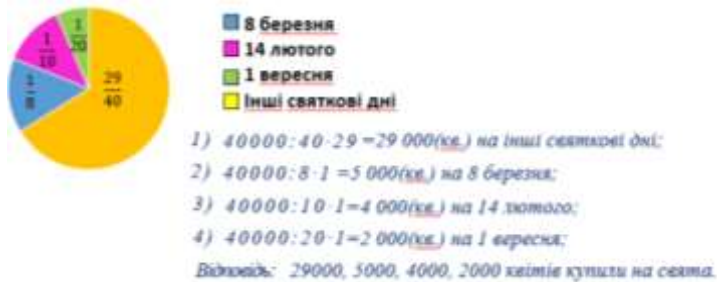 1/10
1/20
1/8
29/40
8 березня
14 лютого
1 вересня
Інші святкові дні
1) 40000:40·29=29 000(кв.) на інші святкові дні;
2) 40000:8·1 =5 000(кв.) на 8 березня;
3) 40000:10·1=4 000(кв.) на 14 лютого;
4) 40000:20·1=2 000(кв.) на 1 вересня;
Відповідь: 29000, 5000, 4000, 2000 квітів купили на свята.